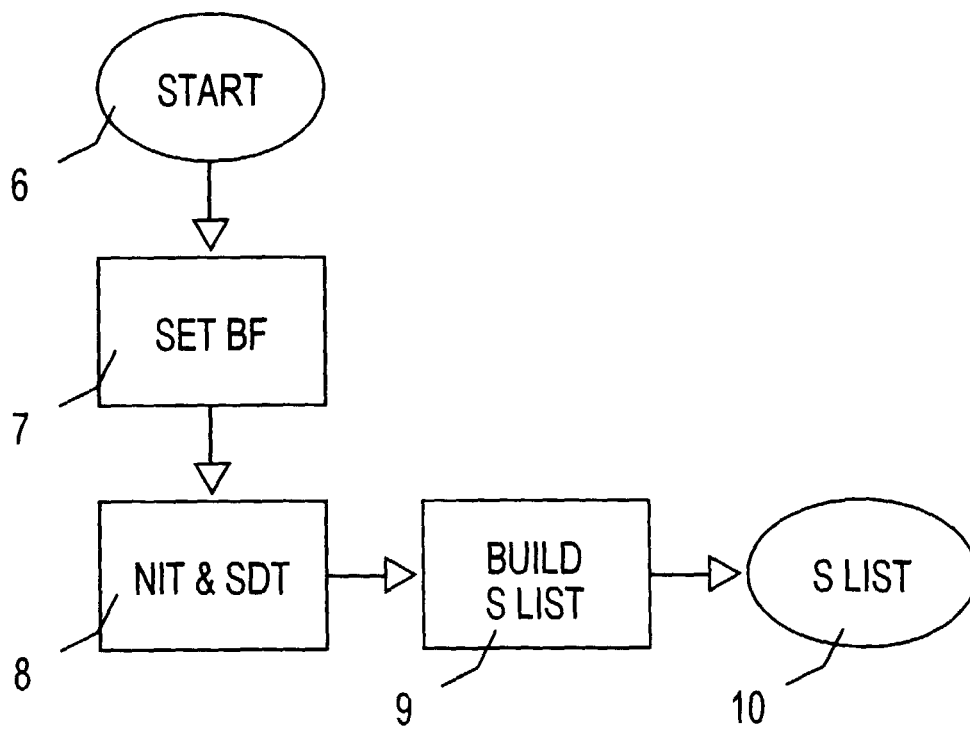 START
6
SET BF
7
NIT & SDT
8
BUILD
S LIST
9
S LIST
10